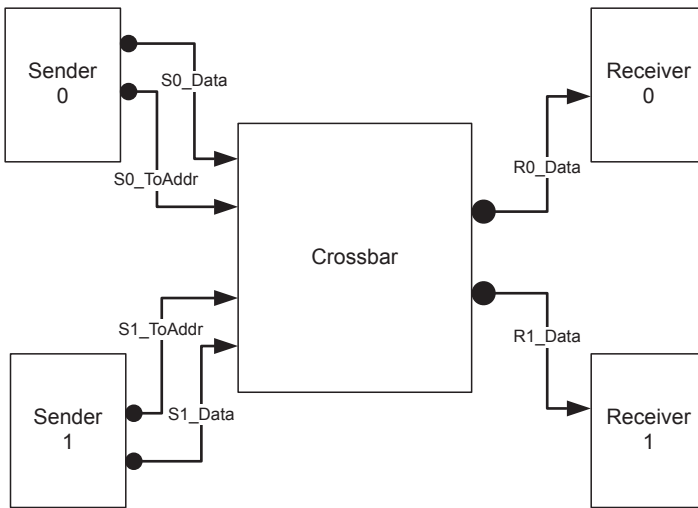 Sender
0
S0_Data
S0_ToAddr
Receiver
0
R0_Data
Crossbar
S1_ToAddr
S1_Data
R1_Data
Sender
1
Receiver
1